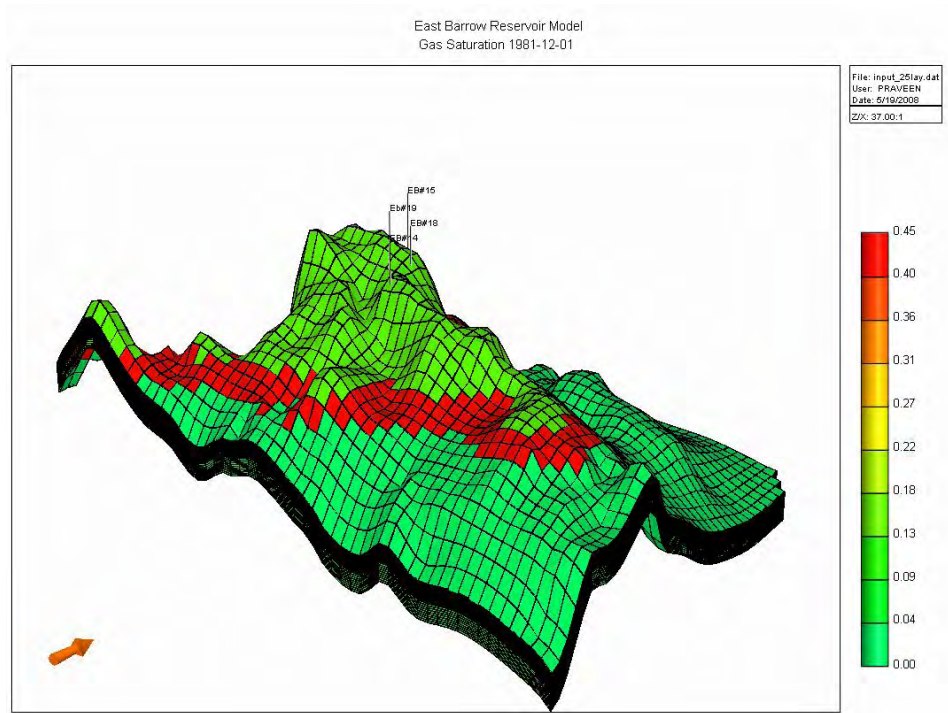 East Barrow Reservoir Model
Gas Saturation 1981-12-01
File: input_25lay.dat
User: PRAVEEN
Date: 5/19/2008
Z/X: 37.00:1
EB#15
Eb#19
EB#18
EB#14
0.45
0.40
0.36
0.31
0.27
0.22
0.18
0.13
0.09
0.04
0.00